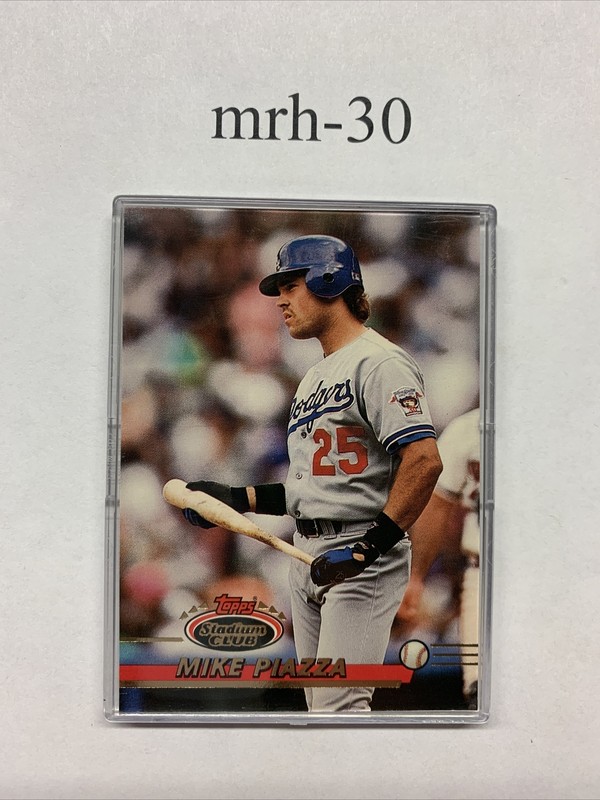 mrh-30
Dodgers
25
Topps
Stadium
CLUB
MIKE PIAZZA